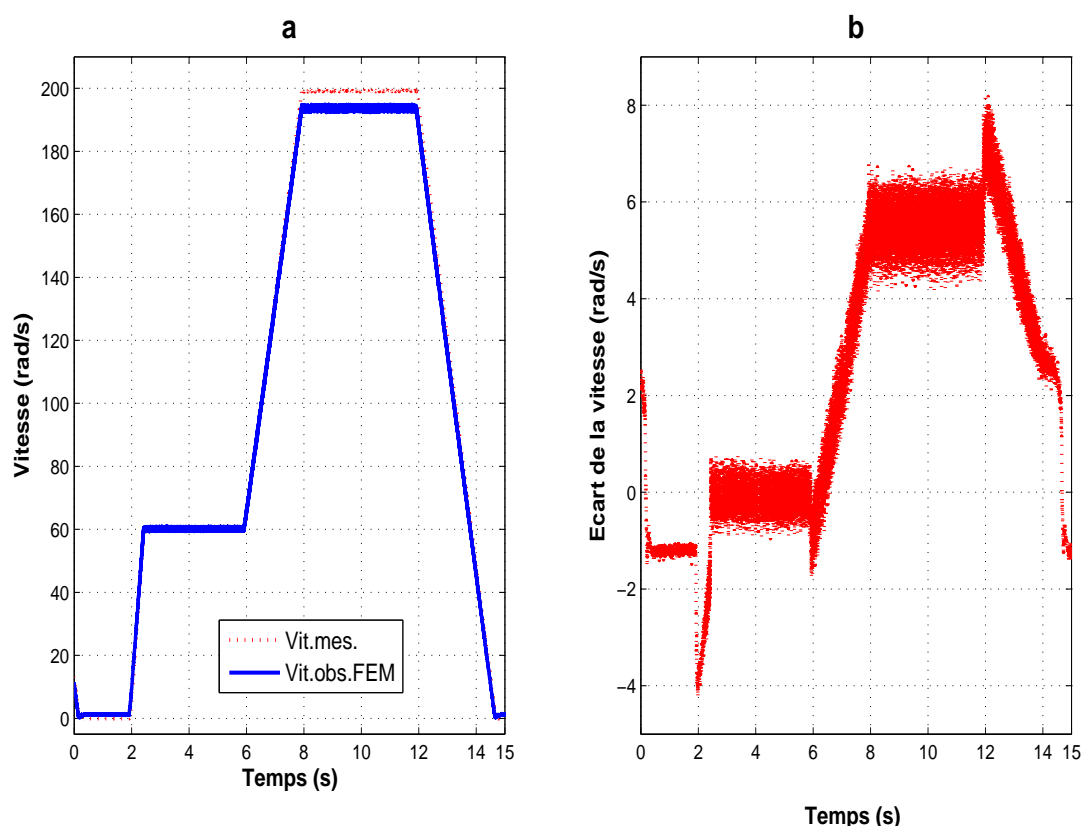 a
200
180
160
140
120
100
80
60
40
20
0
Vitesse (rad/s)
Vit.mes.
Vit.obs.FEM
0 2 4 6 8 10 12 14 15
Temps (s)
b
8
6
4
2
0
−2
−4
Ecart de la vitesse (rad/s)
0 2 4 6 8 10 12 14 15
Temps (s)